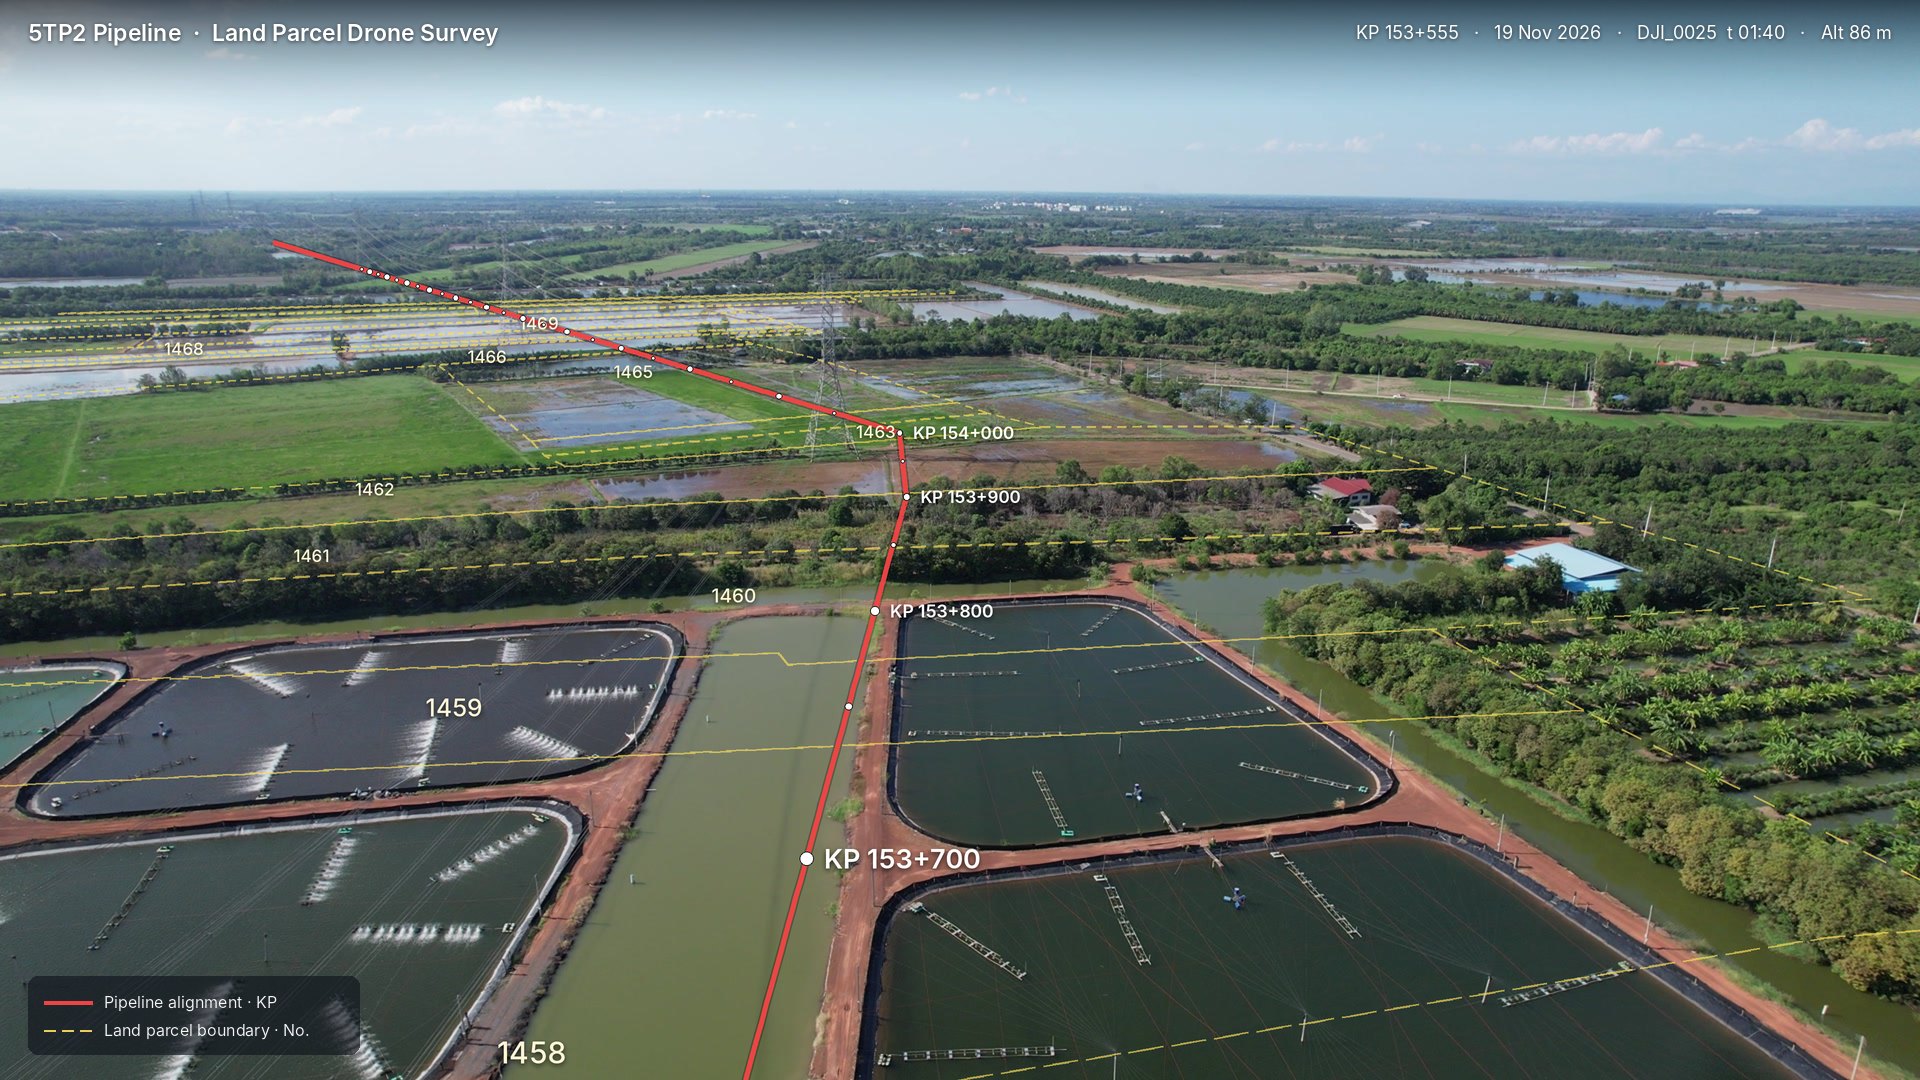 5TP2 Pipeline · Land Parcel Drone Survey
KP 153+555 · 19 Nov 2026 · DJI_0025 t 01:40 · Alt 86 m
1469
1468
1466
1465
1463
KP 154+000
1462
KP 153+900
1461
1460
KP 153+800
1459
KP 153+700
1458
Pipeline alignment · KP
Land parcel boundary · No.